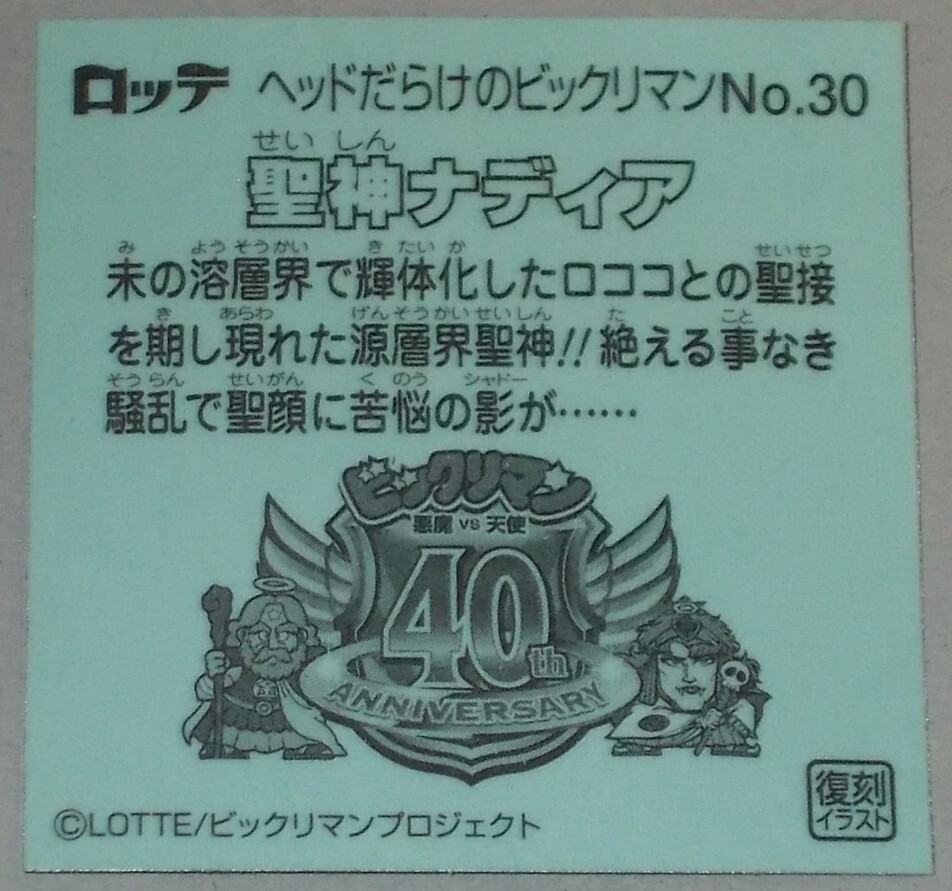 ロッテ ヘッドだらけのビックリマンNo.30
せい しん
聖神ナディア
み よう そう かい き たい か せい せつ
未の溶層界で輝体化したロココとの聖接
き あらわ げん そう かい せい しん た こと
を期し現れた源層界聖神!! 絶える事なき
そう らん せい がん く のう シャドー
騒乱で聖顔に苦悩の影が……
ビックリマン
悪魔 VS 天使
40th
ANNIVERSARY
復刻
イラスト
©LOTTE/ビックリマンプロジェクト